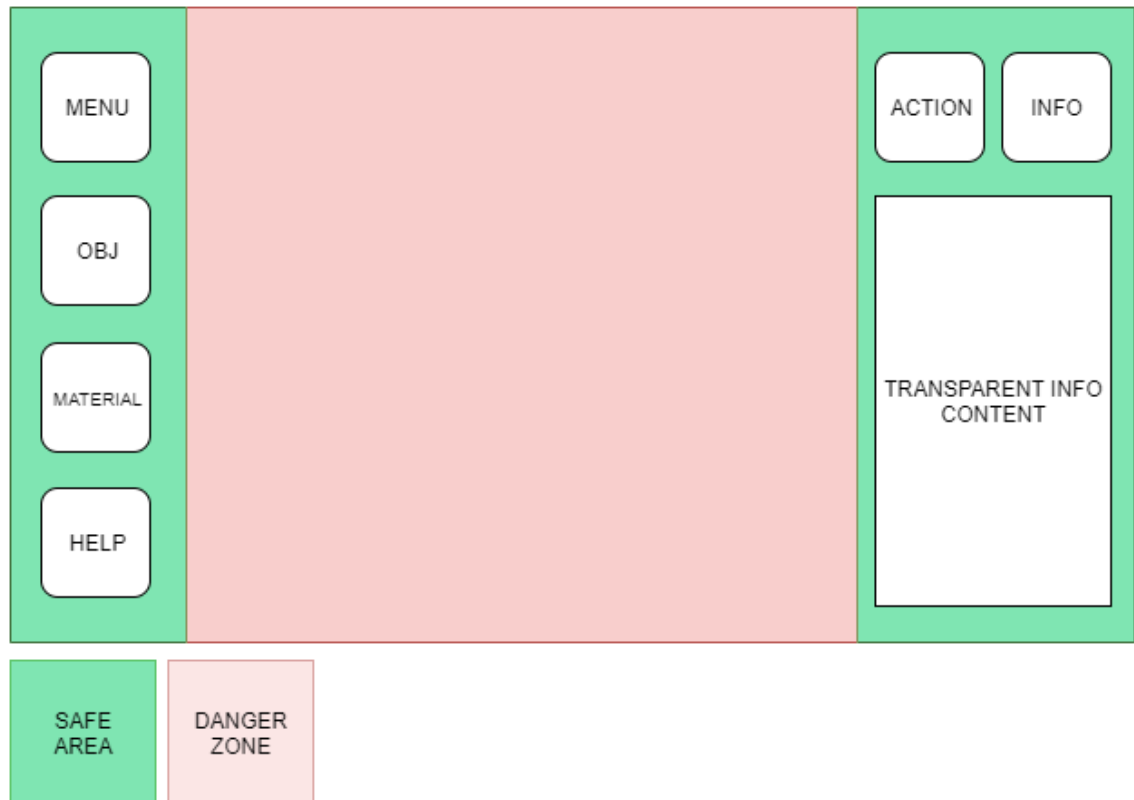 MENU
ACTION
INFO
OBJ
MATERIAL
TRANSPARENT INFO
CONTENT
HELP
SAFE
AREA
DANGER
ZONE